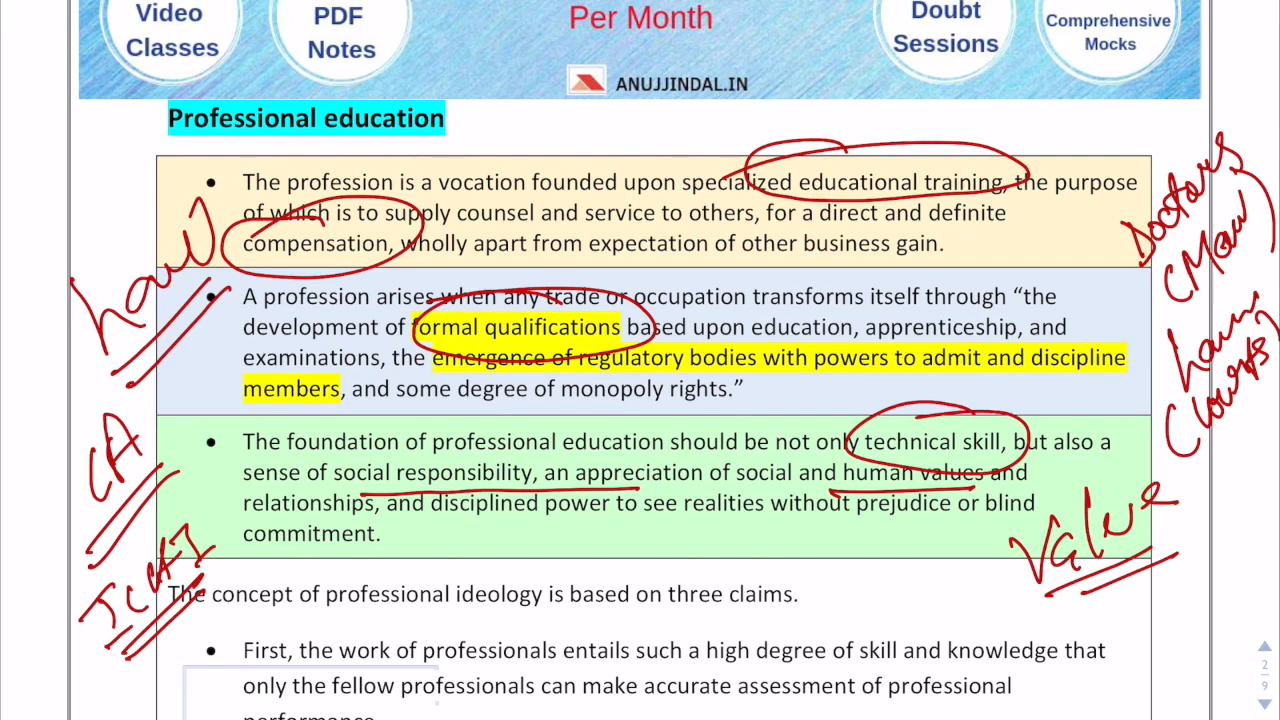 Video
Classes
PDF
Notes
Per Month
Doubt
Sessions
Comprehensive
Mocks
ANUJJINDAL.IN
Professional education
• The profession is a vocation founded upon specialized educational training, the purpose
of which is to supply counsel and service to others, for a direct and definite
compensation, wholly apart from expectation of other business gain.
• A profession arises when any trade or occupation transforms itself through “the
development of formal qualifications based upon education, apprenticeship, and
examinations, the emergence of regulatory bodies with powers to admit and discipline
members, and some degree of monopoly rights.”
• The foundation of professional education should be not only technical skill, but also a
sense of social responsibility, an appreciation of social and human values and
relationships, and disciplined power to see realities without prejudice or blind
commitment.
The concept of professional ideology is based on three claims.
• First, the work of professionals entails such a high degree of skill and knowledge that
only the fellow professionals can make accurate assessment of professional
performance.
CA
ICAI
Doctors
Value
2
9